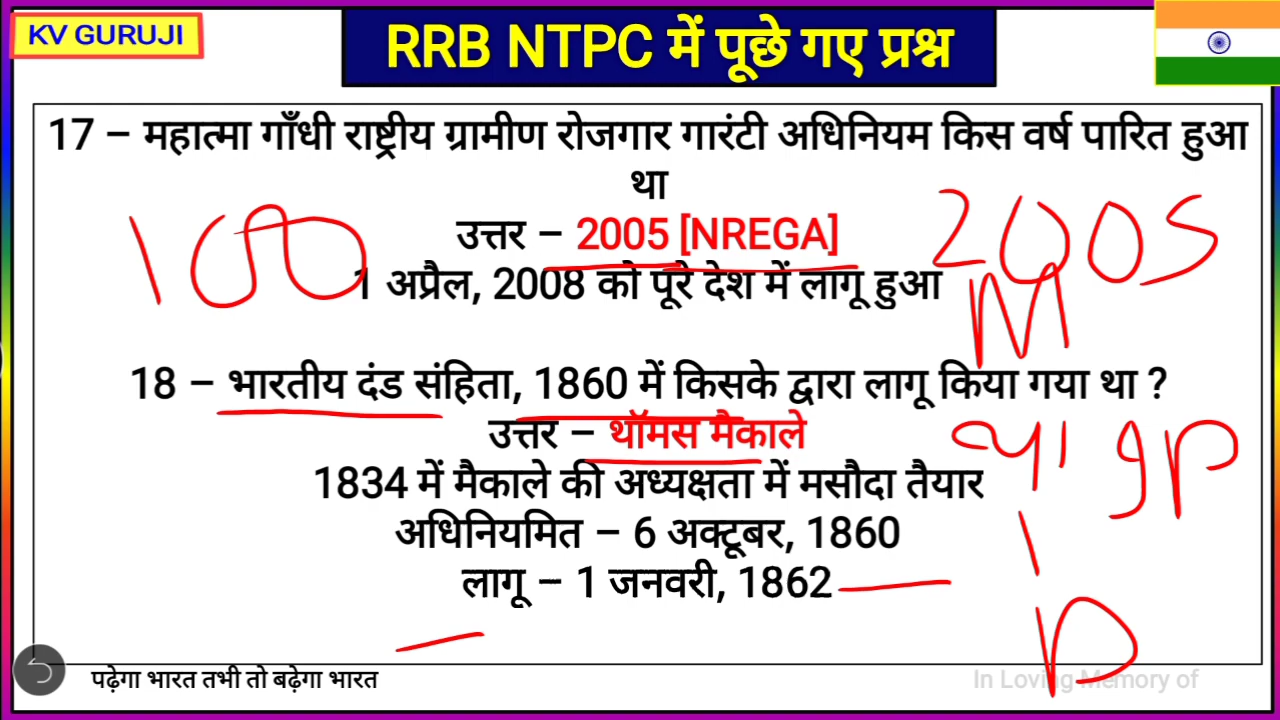 KV GURUJI
RRB NTPC में पूछे गए प्रश्न
17 – महात्मा गाँधी राष्ट्रीय ग्रामीण रोजगार गारंटी अधिनियम किस वर्ष पारित हुआ
था
100
2005
उत्तर – 2005 [NREGA]
1 अप्रैल, 2008 को पूरे देश में लागू हुआ
M
18 – भारतीय दंड संहिता, 1860 में किसके द्वारा लागू किया गया था ?
उत्तर – थॉमस मैकाले
1834 में मैकाले की अध्यक्षता में मसौदा तैयार
अधिनियमित – 6 अक्टूबर, 1860
लागू – 1 जनवरी, 1862
पढ़ेगा भारत तभी तो बढ़ेगा भारत
In Loving Memory of